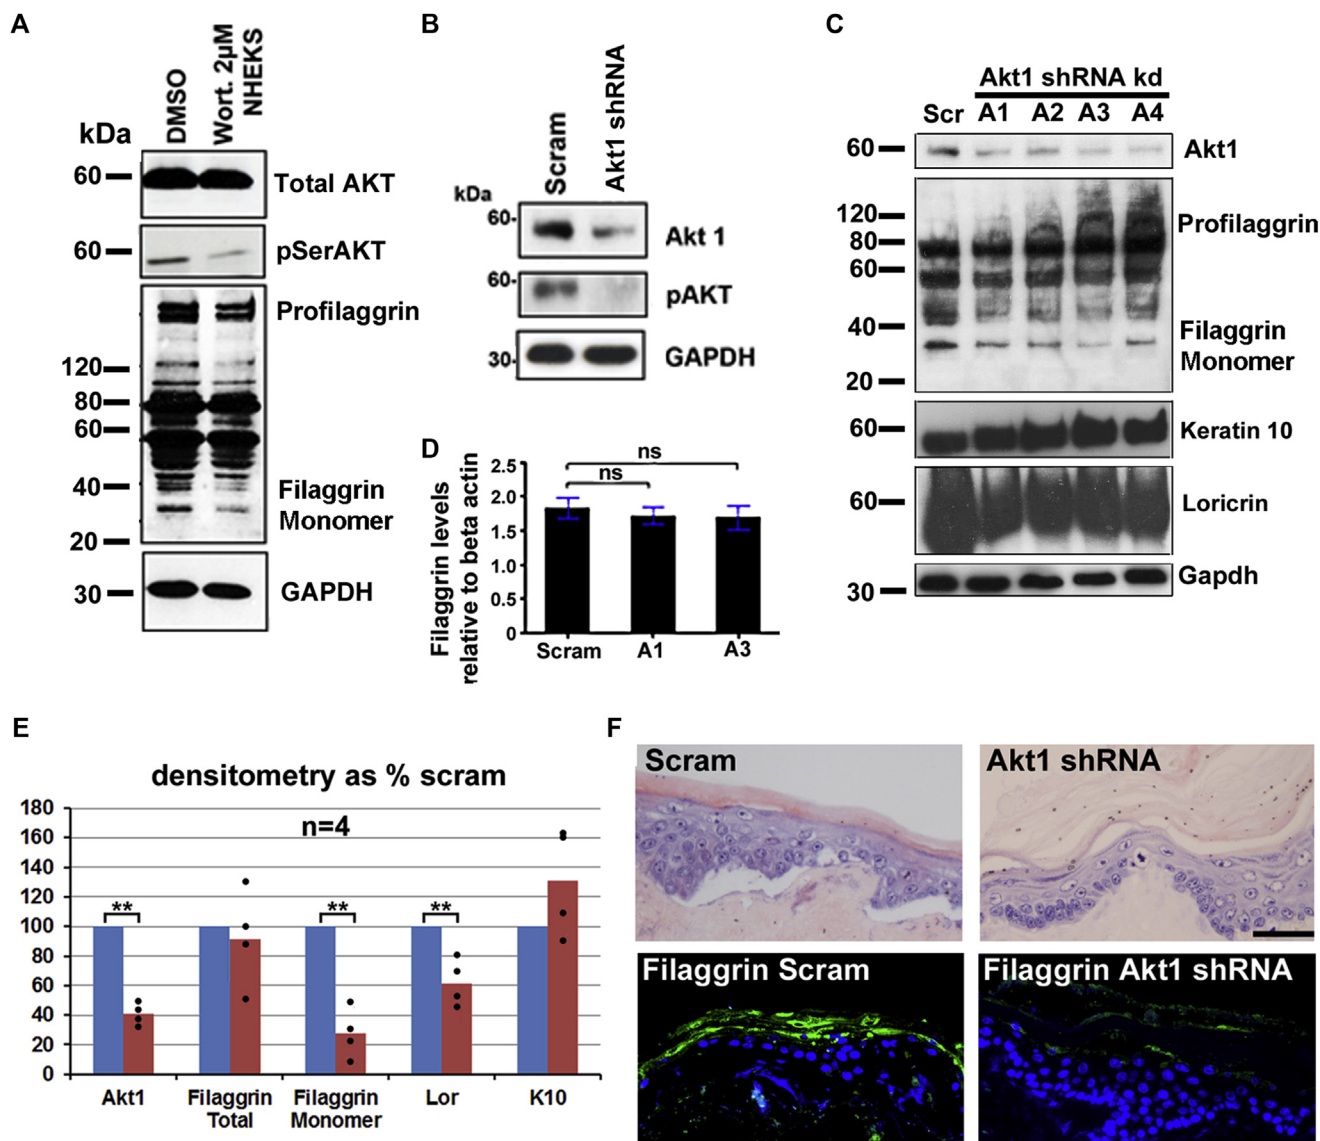 A
DMSO
Wort. 2μM
NHEKS
kDa
60
Total AKT
60
pSerAKT
Profilaggrin
120
80
60
40
Filaggrin
Monomer
20
30
GAPDH
B
Scram
Akt1 shRNA
kDa
60-
Akt 1
60-
pAKT
30-
GAPDH
C
Akt1 shRNA kd
Scr A1 A2 A3 A4
60
Akt1
120
80
60
Profilaggrin
40
Filaggrin
Monomer
20
60
Keratin 10
60
Loricrin
30
Gapdh
D
Filaggrin levels
relative to beta actin
2.5
2.0
1.5
1.0
0.5
0
ns
ns
Scram A1 A3
E
densitometry as % scram
n=4
180
160
140
120
100
80
60
40
20
0
** ** **
Akt1 Filaggrin Total Filaggrin Monomer Lor K10
F
Scram
Akt1 shRNA
Filaggrin Scram
Filaggrin Akt1 shRNA